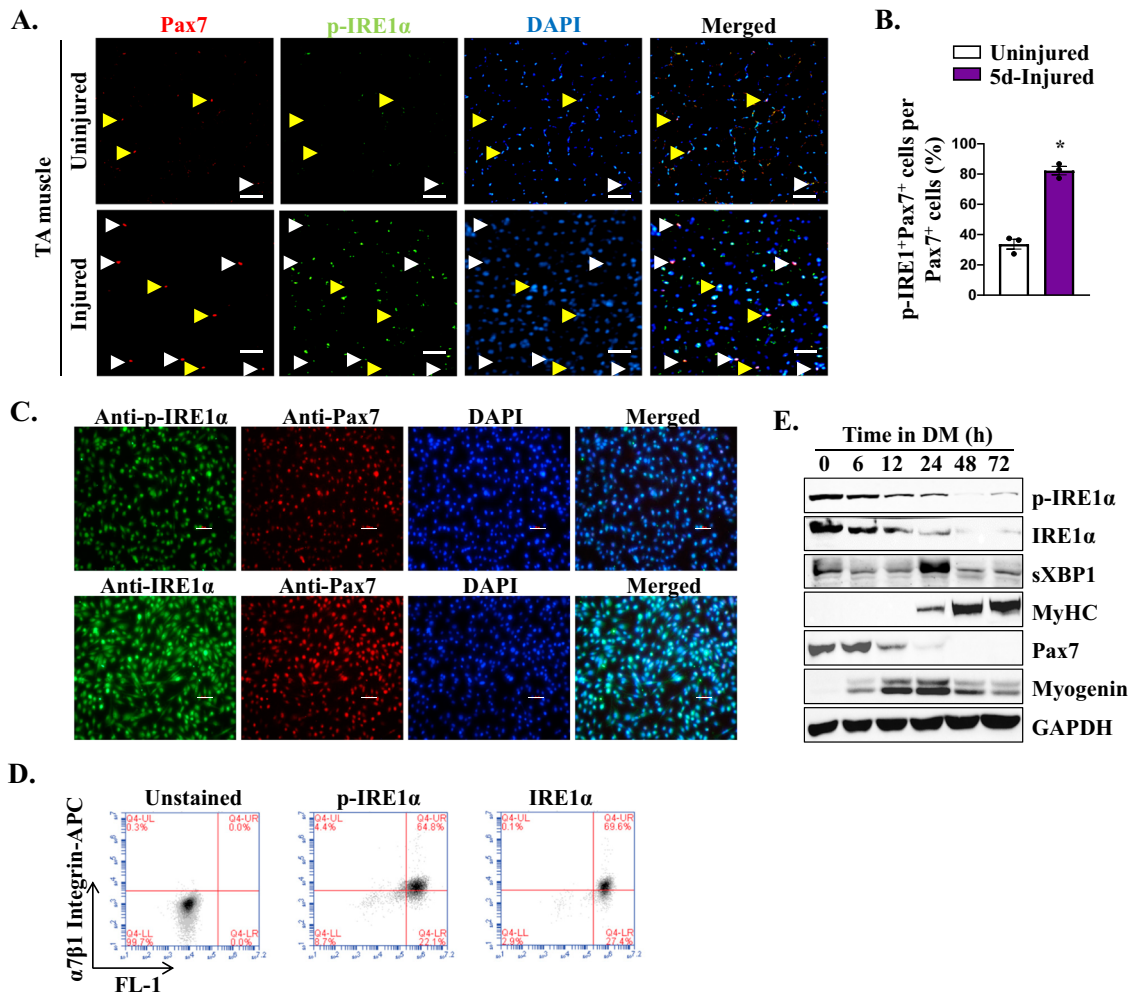 A.
Pax7 p-IRE1α DAPI Merged
TA muscle
Uninjured
Injured
B.
Uninjured
5d-Injured
p-IRE1⁺Pax7⁺ cells per
Pax7⁺ cells (%)
100
80
60
40
20
0
*
C.
Anti-p-IRE1α Anti-Pax7 DAPI Merged
Anti-IRE1α Anti-Pax7 DAPI Merged
E.
Time in DM (h)
0 6 12 24 48 72
p-IRE1α
IRE1α
sXBP1
MyHC
Pax7
Myogenin
GAPDH
D.
Unstained p-IRE1α IRE1α
α7β1 Integrin-APC
FL-1
Q4-UL Q4-UR
0.3% 0.0%
Q4-LL Q4-LR
99.7% 0.0%
Q4-UL Q4-UR
4.4% 64.8%
Q4-LL Q4-LR
8.7% 22.1%
Q4-UL Q4-UR
0.1% 69.6%
Q4-LL Q4-LR
2.9% 27.4%